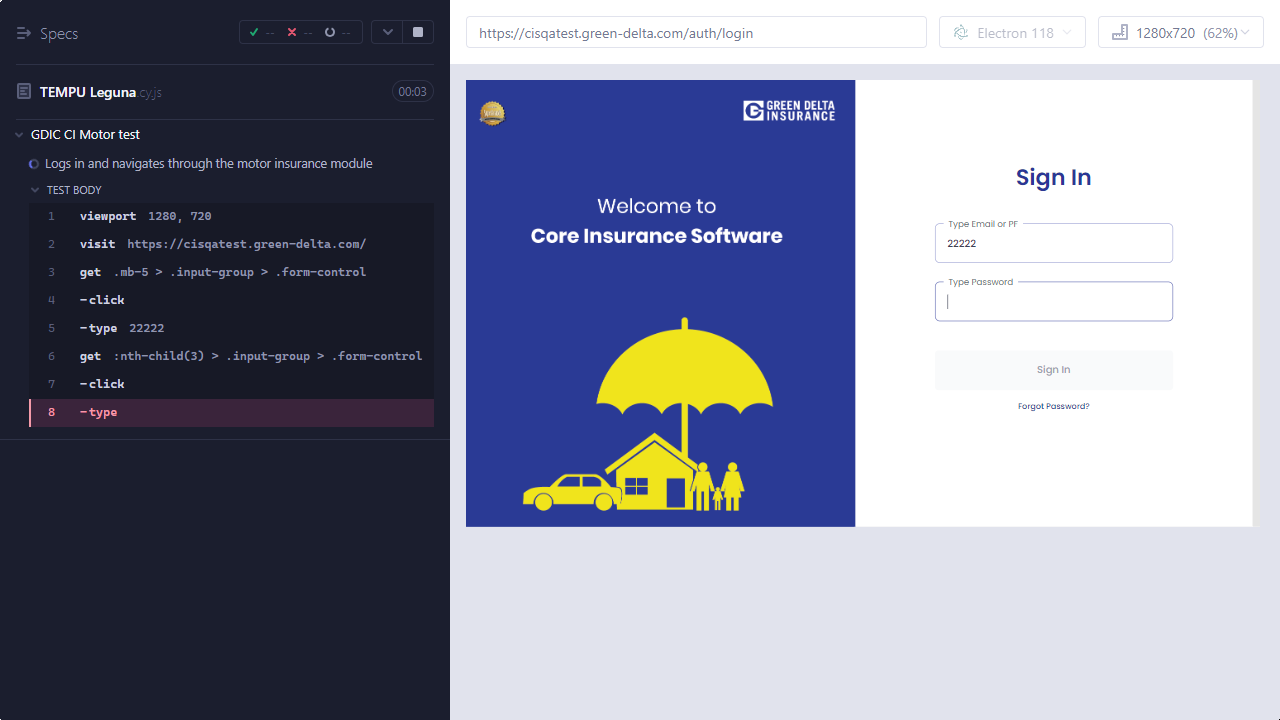 Specs
-- -- --
TEMPU Leguna.cy.js
00:03
GDIC CI Motor test
Logs in and navigates through the motor insurance module
TEST BODY
1 viewport 1280, 720
2 visit https://cisqatest.green-delta.com/
3 get .mb-5 > .input-group > .form-control
4 -click
5 -type 22222
6 get :nth-child(3) > .input-group > .form-control
7 -click
8 -type
https://cisqatest.green-delta.com/auth/login
Electron 118
1280x720 (62%)
GREEN DELTA
INSURANCE
Welcome to
Core Insurance Software
Sign In
Type Email or PF
22222
Type Password
Sign In
Forgot Password?